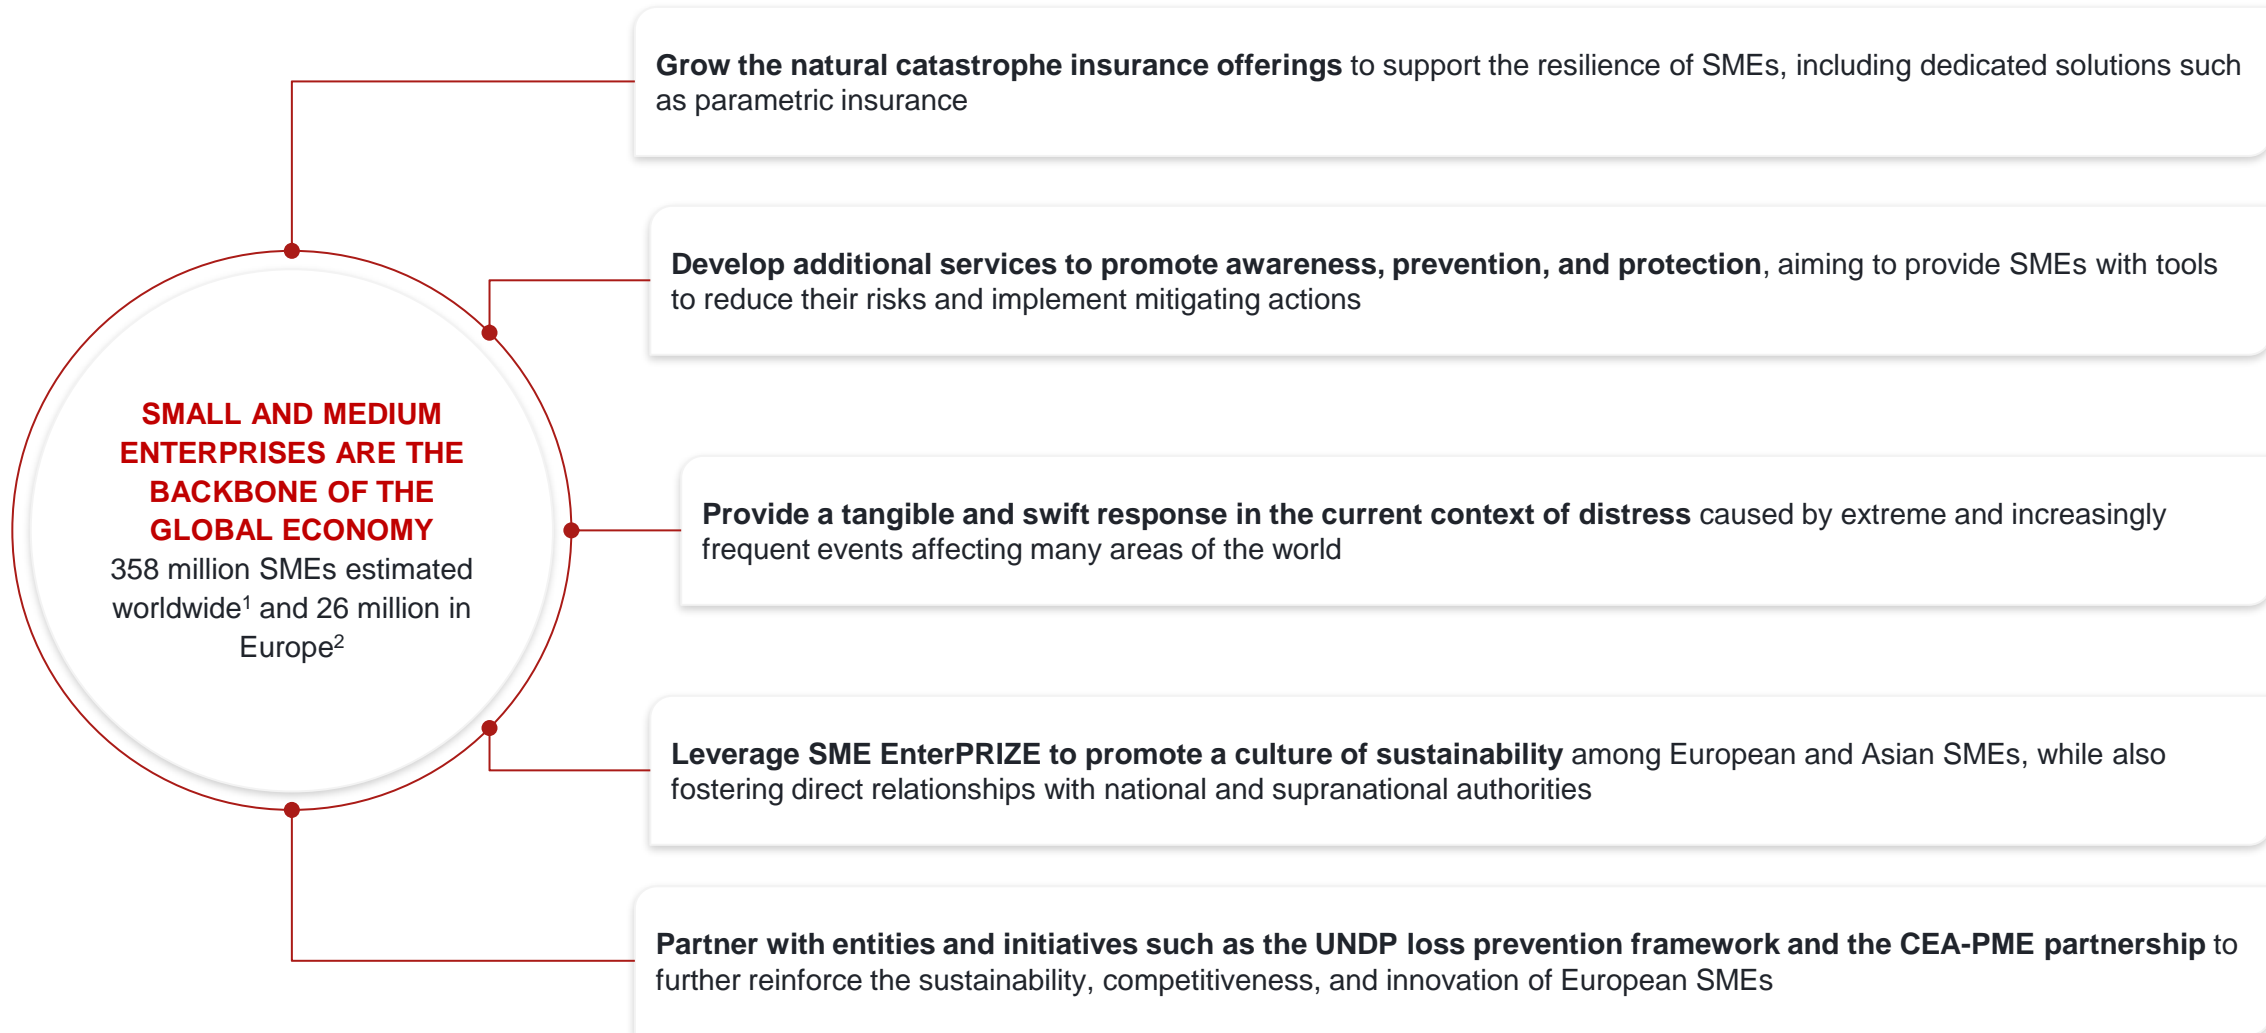 Grow the natural catastrophe insurance offerings to support the resilience of SMEs, including dedicated solutions such
as parametric insurance
Develop additional services to promote awareness, prevention, and protection, aiming to provide SMEs with tools
to reduce their risks and implement mitigating actions
SMALL AND MEDIUM
ENTERPRISES ARE THE
BACKBONE OF THE
GLOBAL ECONOMY
358 million SMEs estimated
worldwide¹ and 26 million in
Europe²
Provide a tangible and swift response in the current context of distress caused by extreme and increasingly
frequent events affecting many areas of the world
Leverage SME EnterPRIZE to promote a culture of sustainability among European and Asian SMEs, while also
fostering direct relationships with national and supranational authorities
Partner with entities and initiatives such as the UNDP loss prevention framework and the CEA-PME partnership to
further reinforce the sustainability, competitiveness, and innovation of European SMEs